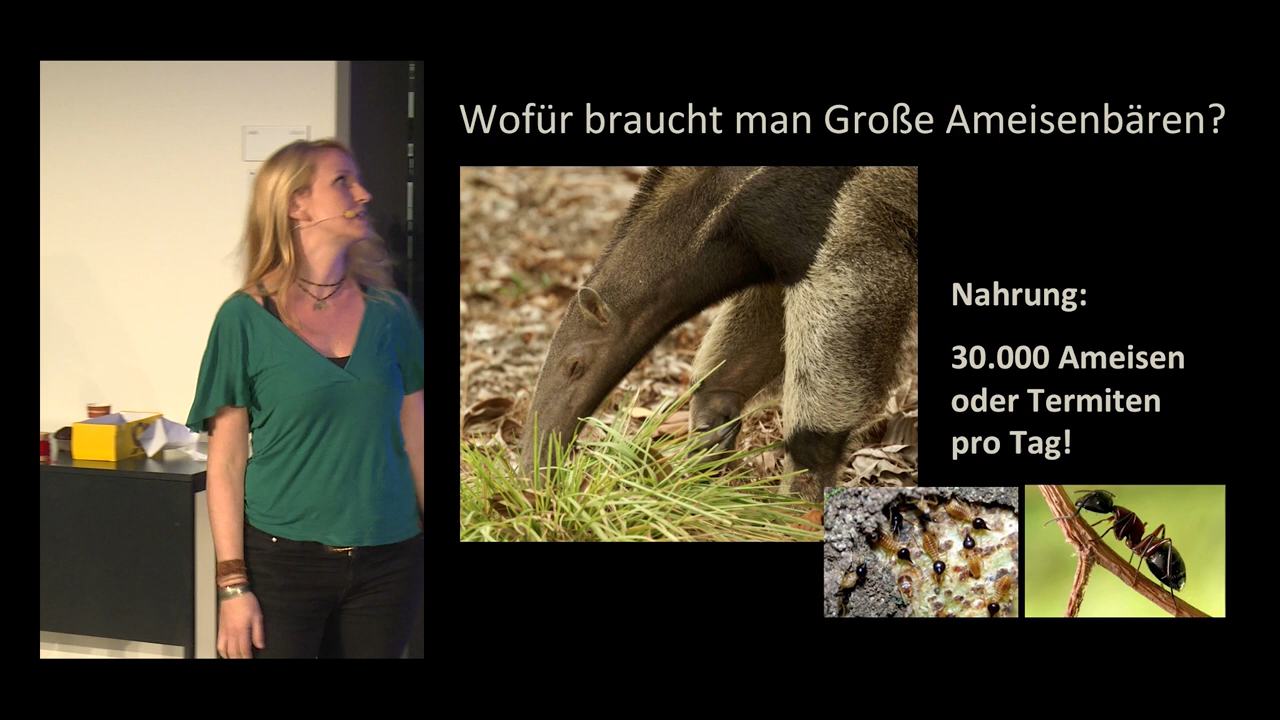 Wofür braucht man Große Ameisenbären?
Nahrung:
30.000 Ameisen
oder Termiten
pro Tag!